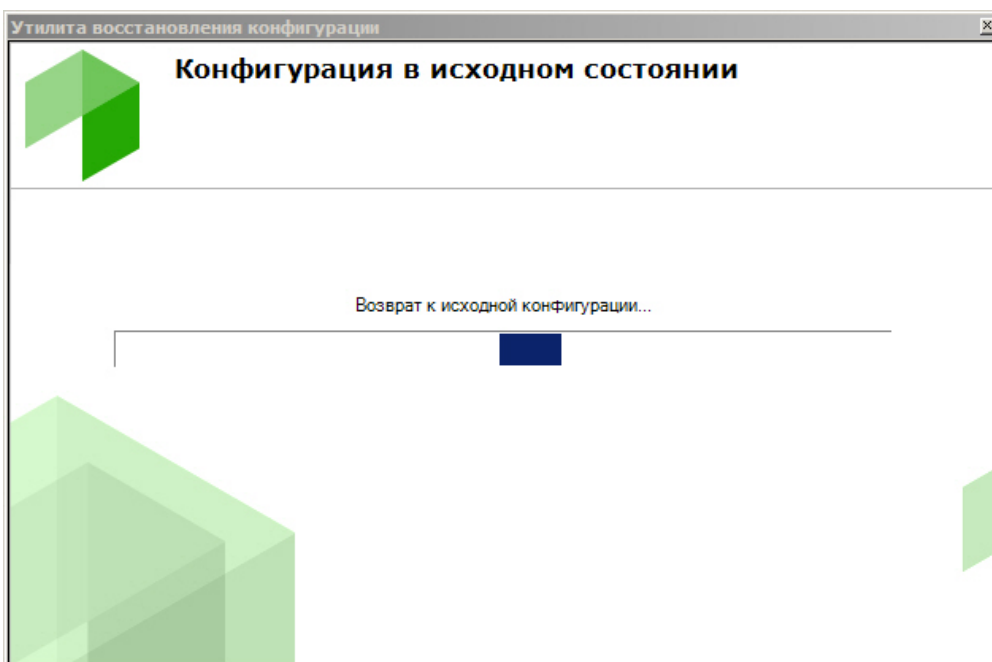 Утилита восстановления конфигурации
Конфигурация в исходном состоянии
Возврат к исходной конфигурации...